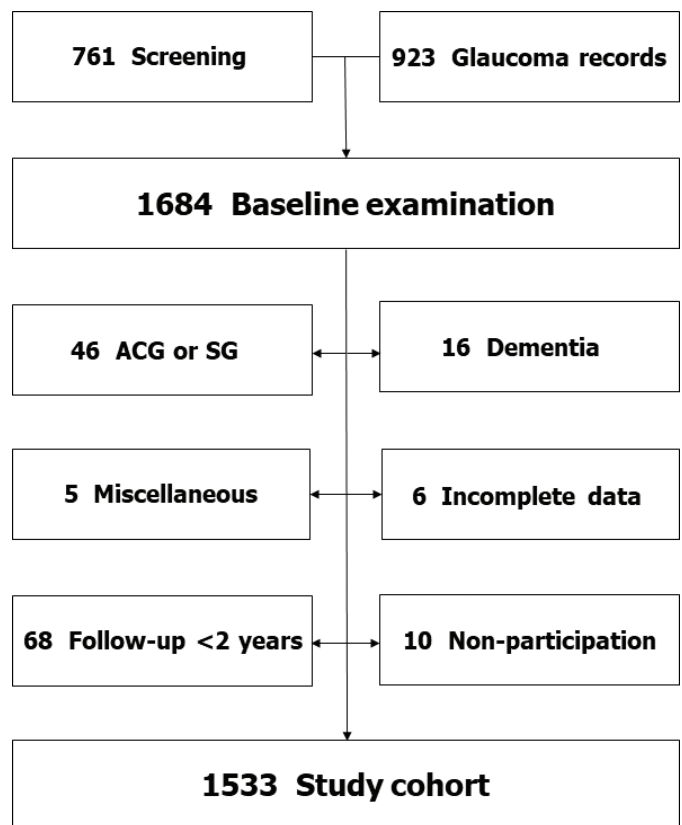 761 Screening
923 Glaucoma records
1684 Baseline examination
46 ACG or SG
16 Dementia
5 Miscellaneous
6 Incomplete data
68 Follow-up <2 years
10 Non-participation
1533 Study cohort